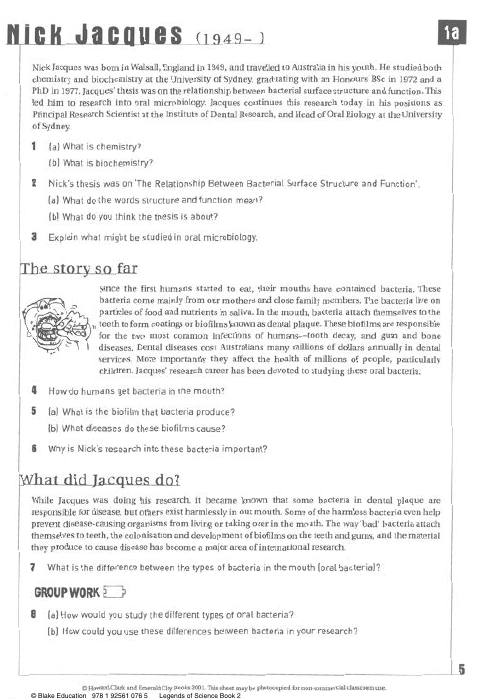 Nick Jacques (1949- )
1a
Nick Jacques was born in Walsall, England in 1949, and travelled to Australia in his youth. He studied both
chemistry and biochemistry at the University of Sydney, graduating with an Honours BSc in 1972 and a
PhD in 1977. Jacques' thesis was on the relationship between bacterial surface structure and function. This
led him to research into oral microbiology. Jacques continues this research today in his positions as
Principal Research Scientist at the Institute of Dental Research, and Head of Oral Biology at the University
of Sydney.
1 (a) What is chemistry?
(b) What is biochemistry?
2 Nick's thesis was on 'The Relationship Between Bacterial Surface Structure and Function'.
(a) What do the words structure and function mean?
(b) What do you think the thesis is about?
3 Explain what might be studied in oral microbiology.
The story so far
Since the first humans started to eat, their mouths have contained bacteria. These
bacteria come mainly from our mothers and close family members. The bacteria live on
particles of food and nutrients in saliva. In the mouth, bacteria attach themselves to the
teeth to form coatings or biofilms known as dental plaque. These biofilms are responsible
for the two most common infections of humans—tooth decay, and gum and bone
diseases. Dental diseases cost Australians many millions of dollars annually in dental
services. More importantly they affect the health of millions of people, particularly
children. Jacques' research career has been devoted to studying these oral bacteria.
4 How do humans get bacteria in the mouth?
5 (a) What is the biofilm that bacteria produce?
(b) What diseases do these biofilms cause?
6 Why is Nick's research into these bacteria important?
What did Jacques do?
While Jacques was doing his research, it became known that some bacteria in dental plaque are
responsible for disease, but others exist harmlessly in our mouth. Some of the harmless bacteria even help
prevent disease-causing organisms from living or taking over in the mouth. The way 'bad' bacteria attach
themselves to teeth, the colonisation and development of biofilms on the teeth and gums, and the material
they produce to cause disease has become a major area of international research.
7 What is the difference between the types of bacteria in the mouth (oral bacteria)?
GROUP WORK
8 (a) How would you study the different types of oral bacteria?
(b) How could you use these differences between bacteria in your research?
5
© Howard, Clark and Emerald City Books 2001. This sheet may be photocopied for non-commercial classroom use.
© Blake Education 978 1 92561 076 5 Legends of Science Book 2